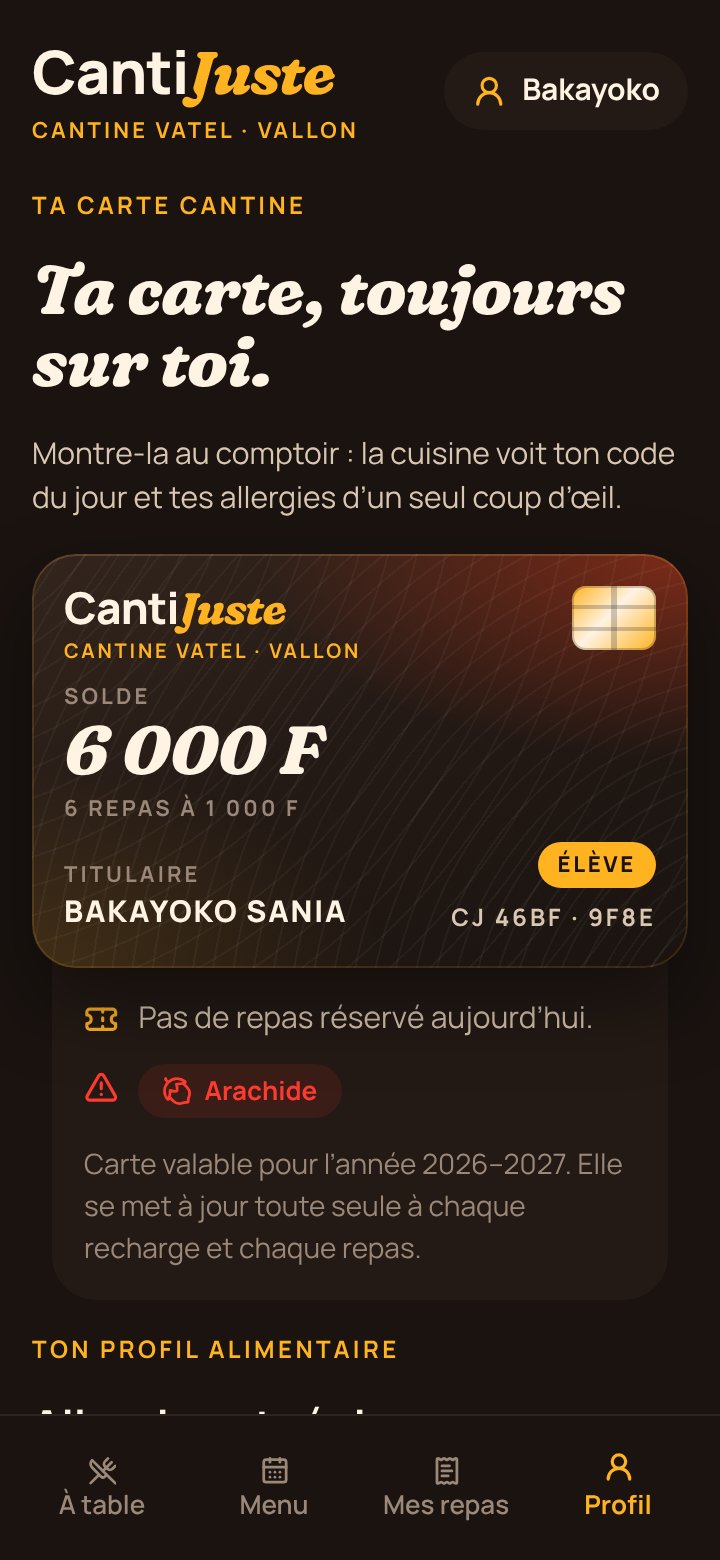 CantiJuste
Bakayoko
CANTINE VATEL · VALLON
TA CARTE CANTINE
Ta carte, toujours
sur toi.
Montre-la au comptoir : la cuisine voit ton code
du jour et tes allergies d’un seul coup d’œil.
CantiJuste
CANTINE VATEL · VALLON
SOLDE
6 000 F
6 REPAS À 1 000 F
ÉLÈVE
TITULAIRE
BAKAYOKO SANIA
CJ 46BF · 9F8E
Pas de repas réservé aujourd’hui.
Arachide
Carte valable pour l’année 2026–2027. Elle
se met à jour toute seule à chaque
recharge et chaque repas.
TON PROFIL ALIMENTAIRE
À table
Menu
Mes repas
Profil